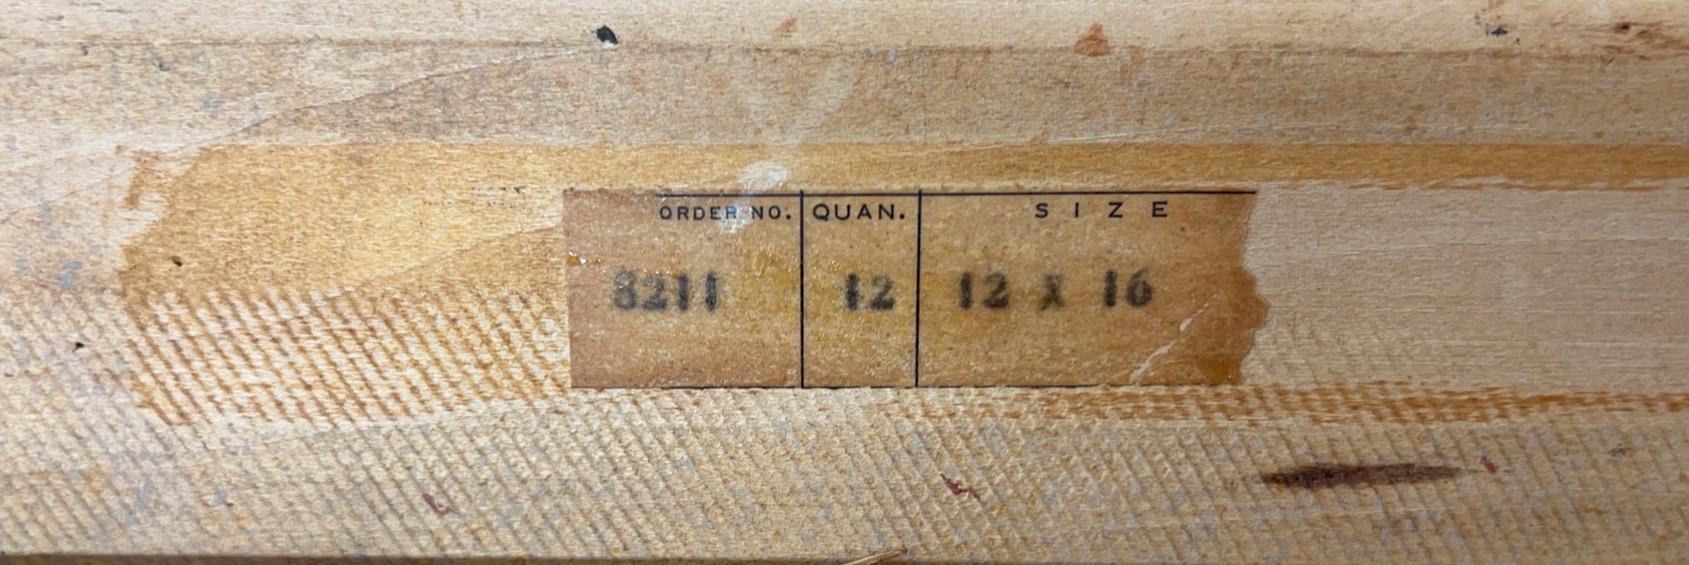 ORDER NO. QUAN. SIZE
8211 12 12 x 16